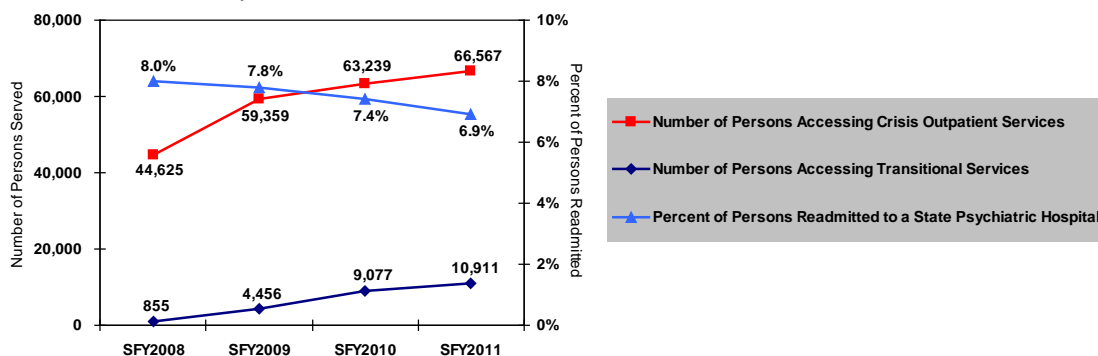 80,000
60,000
40,000
20,000
0
Number of Persons Served
8.0%
7.8%
7.4%
6.9%
44,625
59,359
63,239
66,567
855
4,456
9,077
10,911
SFY2008
SFY2009
SFY2010
SFY2011
10%
8%
6%
4%
2%
0%
Percent of Persons Readmitted
Number of Persons Accessing Crisis Outpatient Services
Number of Persons Accessing Transitional Services
Percent of Persons Readmitted to a State Psychiatric Hospital